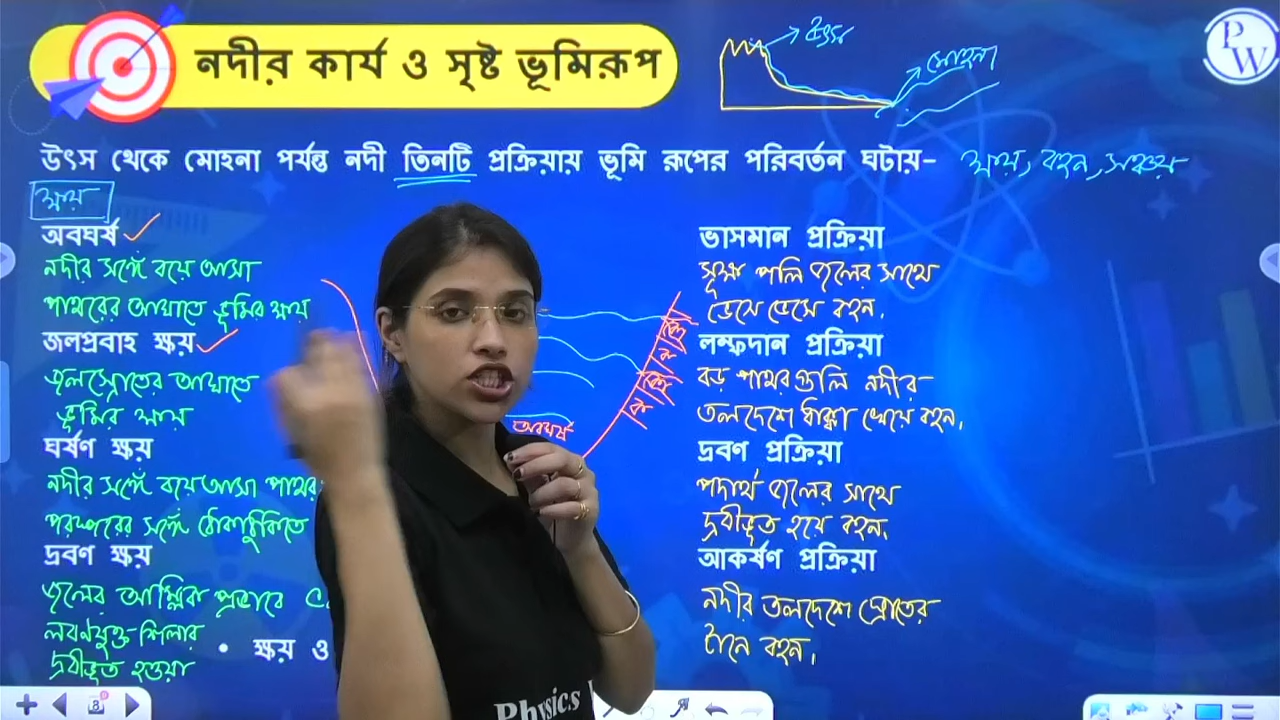 নদীর কার্য ও সৃষ্ট ভূমিরূপ
উৎস
মোহনা
PW
উৎস থেকে মোহনা পর্যন্ত নদী তিনটি প্রক্রিয়ায় ভূমি রূপের পরিবর্তন ঘটায়- ক্ষয়, বহন, সঞ্চয়
ক্ষয়
অবঘর্ষ
নদীর সঙ্গে বয়ে আসা
পাথরের আঘাতে ভূমির ক্ষয়
জলপ্রবাহ ক্ষয়
জলস্রোতের আঘাতে
ভূমির ক্ষয়
ঘর্ষণ ক্ষয়
নদীর সঙ্গে বয়ে আসা পাথর
পরস্পরের সঙ্গে ঠোকাঠুকিতে
দ্রবণ ক্ষয়
জলের আম্লিক প্রভাবে
লবণযুক্ত শিলার
দ্রবীভূত হওয়া
• ক্ষয় ও
অবঘর্ষ
ভাসমান প্রক্রিয়া
সূক্ষ্ম পলি জলের সাথে
ভেসে ভেসে বহন.
লম্ফদান প্রক্রিয়া
বড় পাথরগুলি নদীর
তলদেশে ধাক্কা খেয়ে বহন.
দ্রবণ প্রক্রিয়া
পদার্থ জলের সাথে
দ্রবীভূত হয়ে বহন.
আকর্ষণ প্রক্রিয়া
নদীর তলদেশে স্রোতের
টানে বহন.
Physics